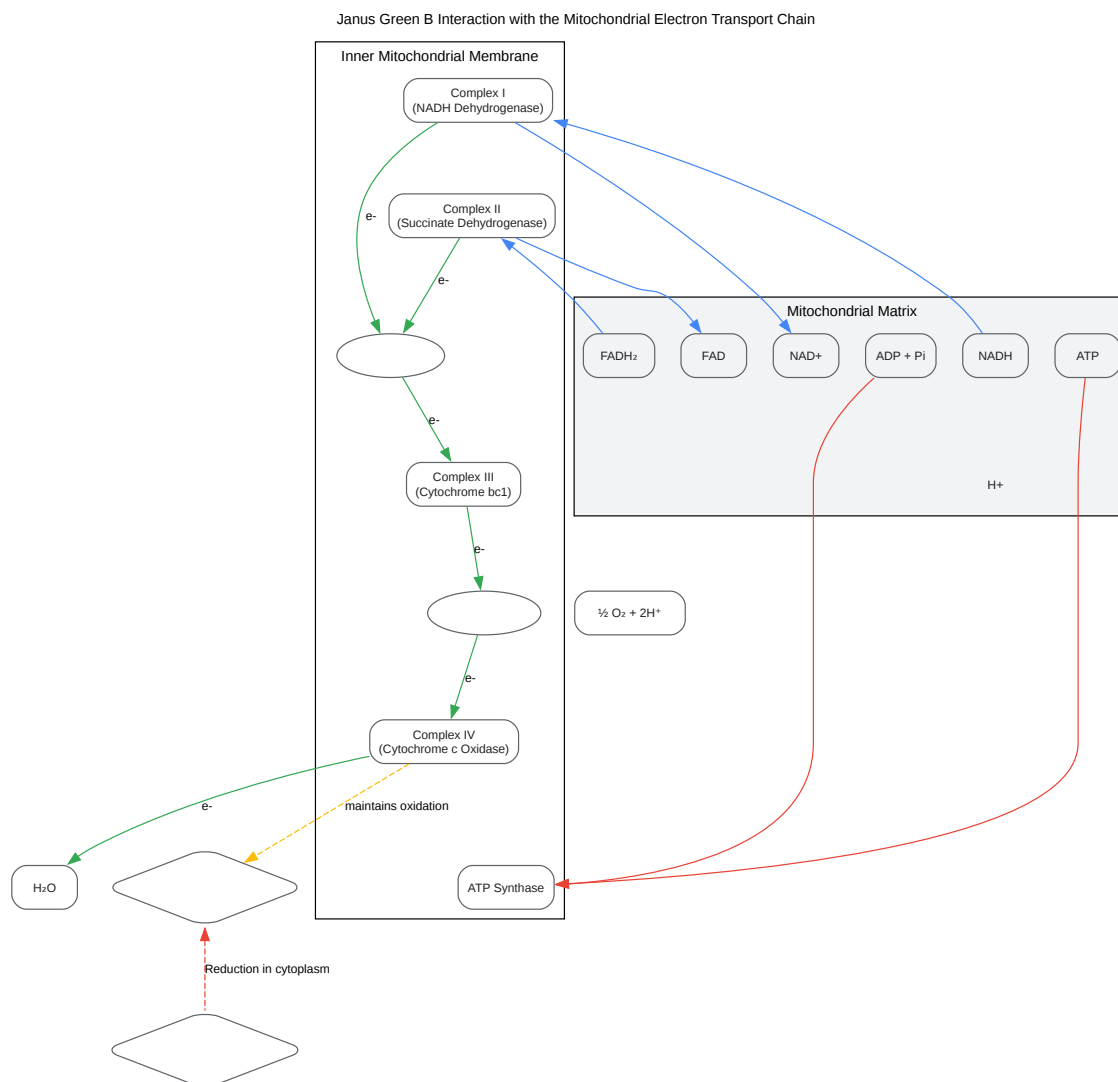 Janus Green B Interaction with the Mitochondrial Electron Transport Chain
Inner Mitochondrial Membrane
Complex I
(NADH Dehydrogenase)
e-
Complex II
(Succinate Dehydrogenase)
e-
Mitochondrial Matrix
FADH₂
FAD
NAD+
ADP + Pi
NADH
ATP
e-
Complex III
(Cytochrome bc1)
H+
e-
½ O₂ + 2H⁺
e-
Complex IV
(Cytochrome c Oxidase)
e-
maintains oxidation
H₂O
ATP Synthase
Reduction in cytoplasm